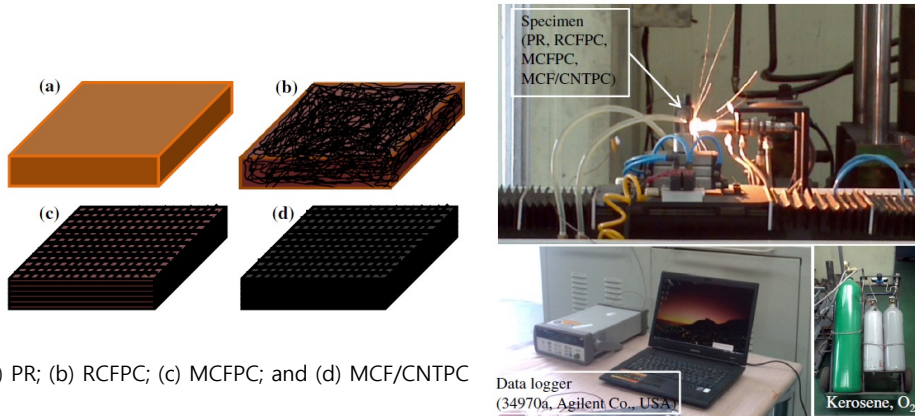 (a)
(b)
(c)
(d)
) PR; (b) RCFPC; (c) MCFPC; and (d) MCF/CNTPC
Specimen
(PR, RCFPC,
MCFPC,
MCF/CNTPC)
Data logger
(34970a, Agilent Co., USA)
Kerosene, O2